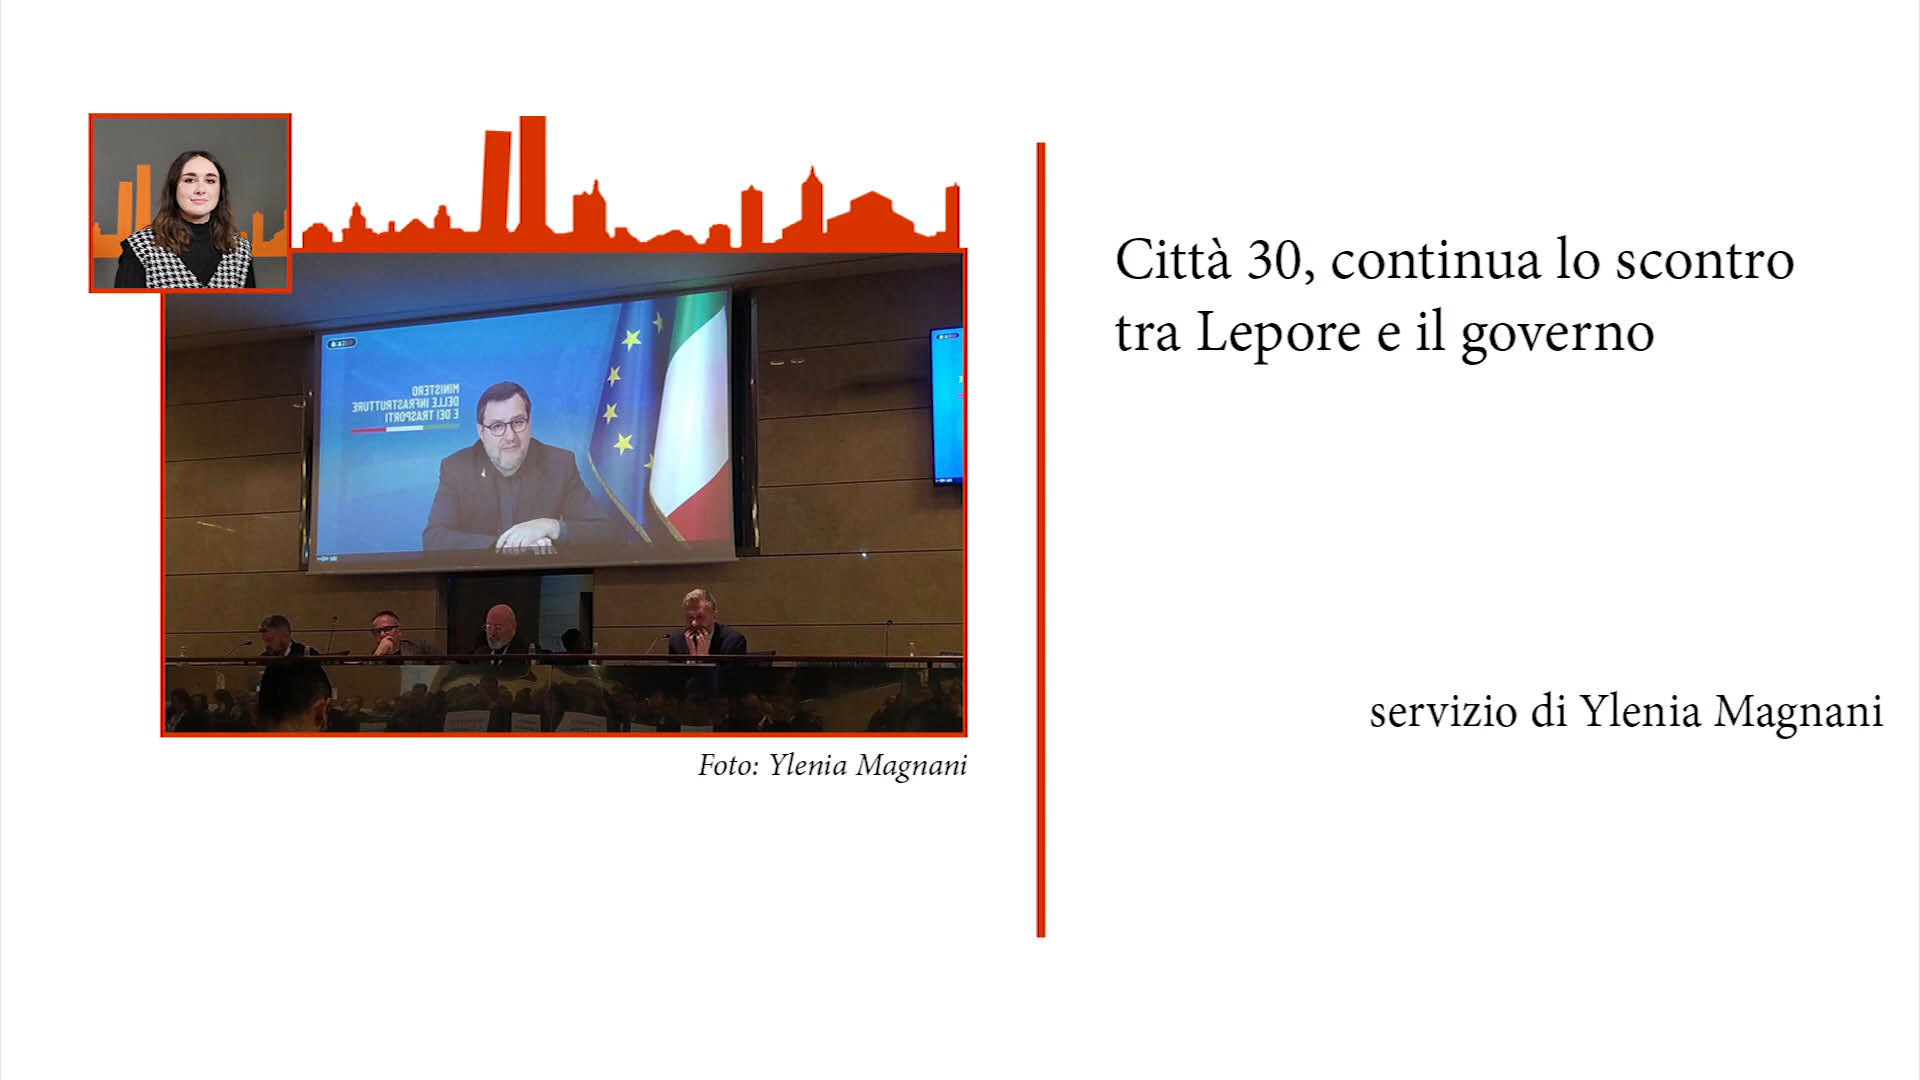 MINISTERO
DELLE INFRASTRUTTURE
E DEI TRASPORTI
Foto: Ylenia Magnani
Città 30, continua lo scontro
tra Lepore e il governo
servizio di Ylenia Magnani